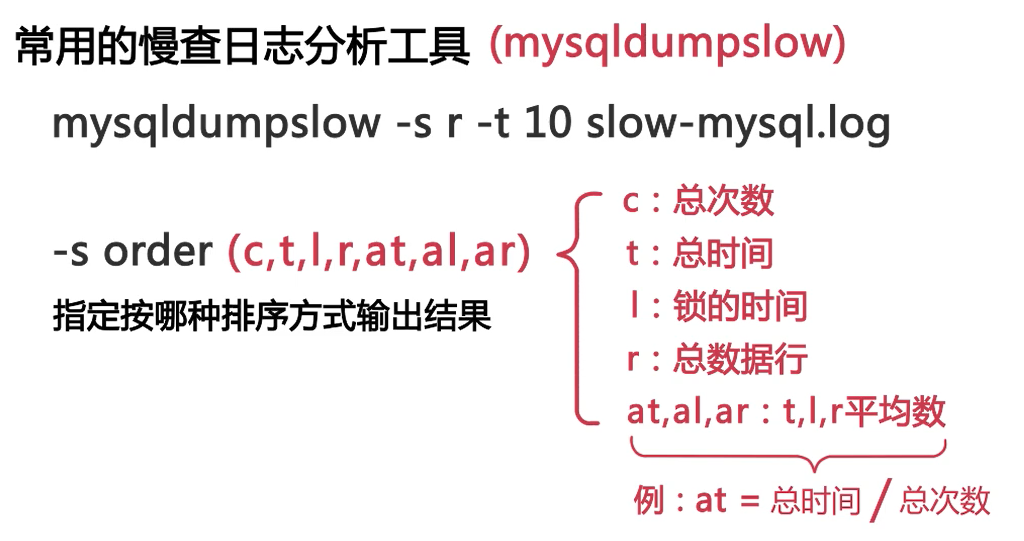 常用的慢查日志分析工具 (mysqldumpslow)
mysqldumpslow -s r -t 10 slow-mysql.log
-s order (c,t,l,r,at,al,ar)
指定按哪种排序方式输出结果
c：总次数
t：总时间
l：锁的时间
r：总数据行
at,al,ar：t,l,r平均数
例：at = 总时间 / 总次数